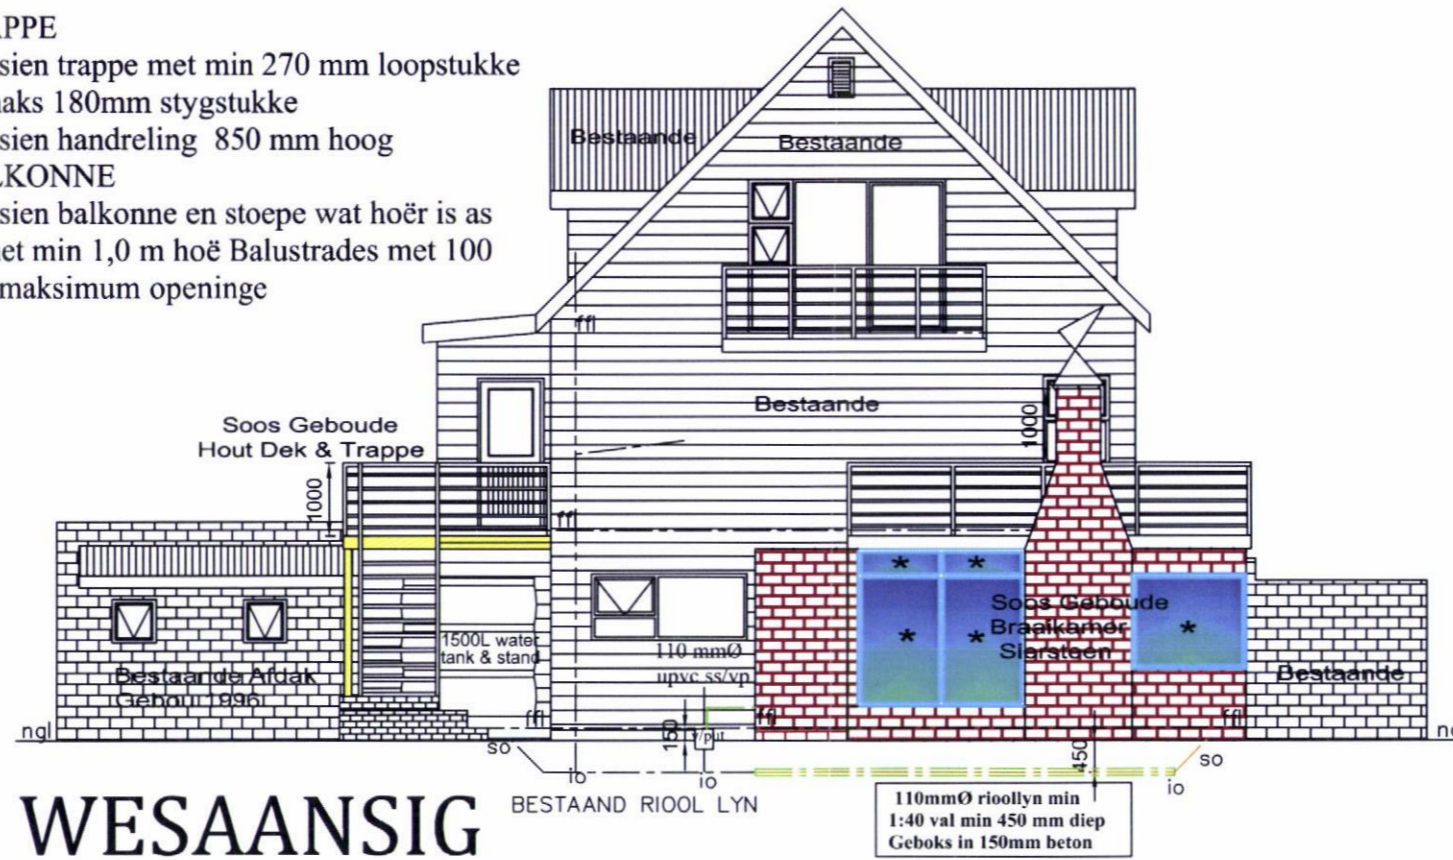 APPE
sien trappe met min 270 mm loopstukke
aks 180mm stygstukke
sien handreling 850 mm hoog
LKONNE
sien balkonne en stoepe wat hoër is as
et min 1,0 m hoë Balustrades met 100
maksimum openinge
Bestaande
Bestaande
ffl
Bestaande
1000
Soos Geboude
Hout Dek & Trappe
1000
ffl
* *
Soos Geboude
Braaikamer
Siersteen
* * *
1500L water
tank & stand
110 mmØ
upvc ss/vp
Bestaande Afdak
Gebou 1996
Bestaande
ngl
ffl
ffl
ffl
150
v/put
so
io
io
450
so
io
WESAANSIG
BESTAAND RIOOL LYN
110mmØ rioollyn min
1:40 val min 450 mm diep
Geboks in 150mm beton